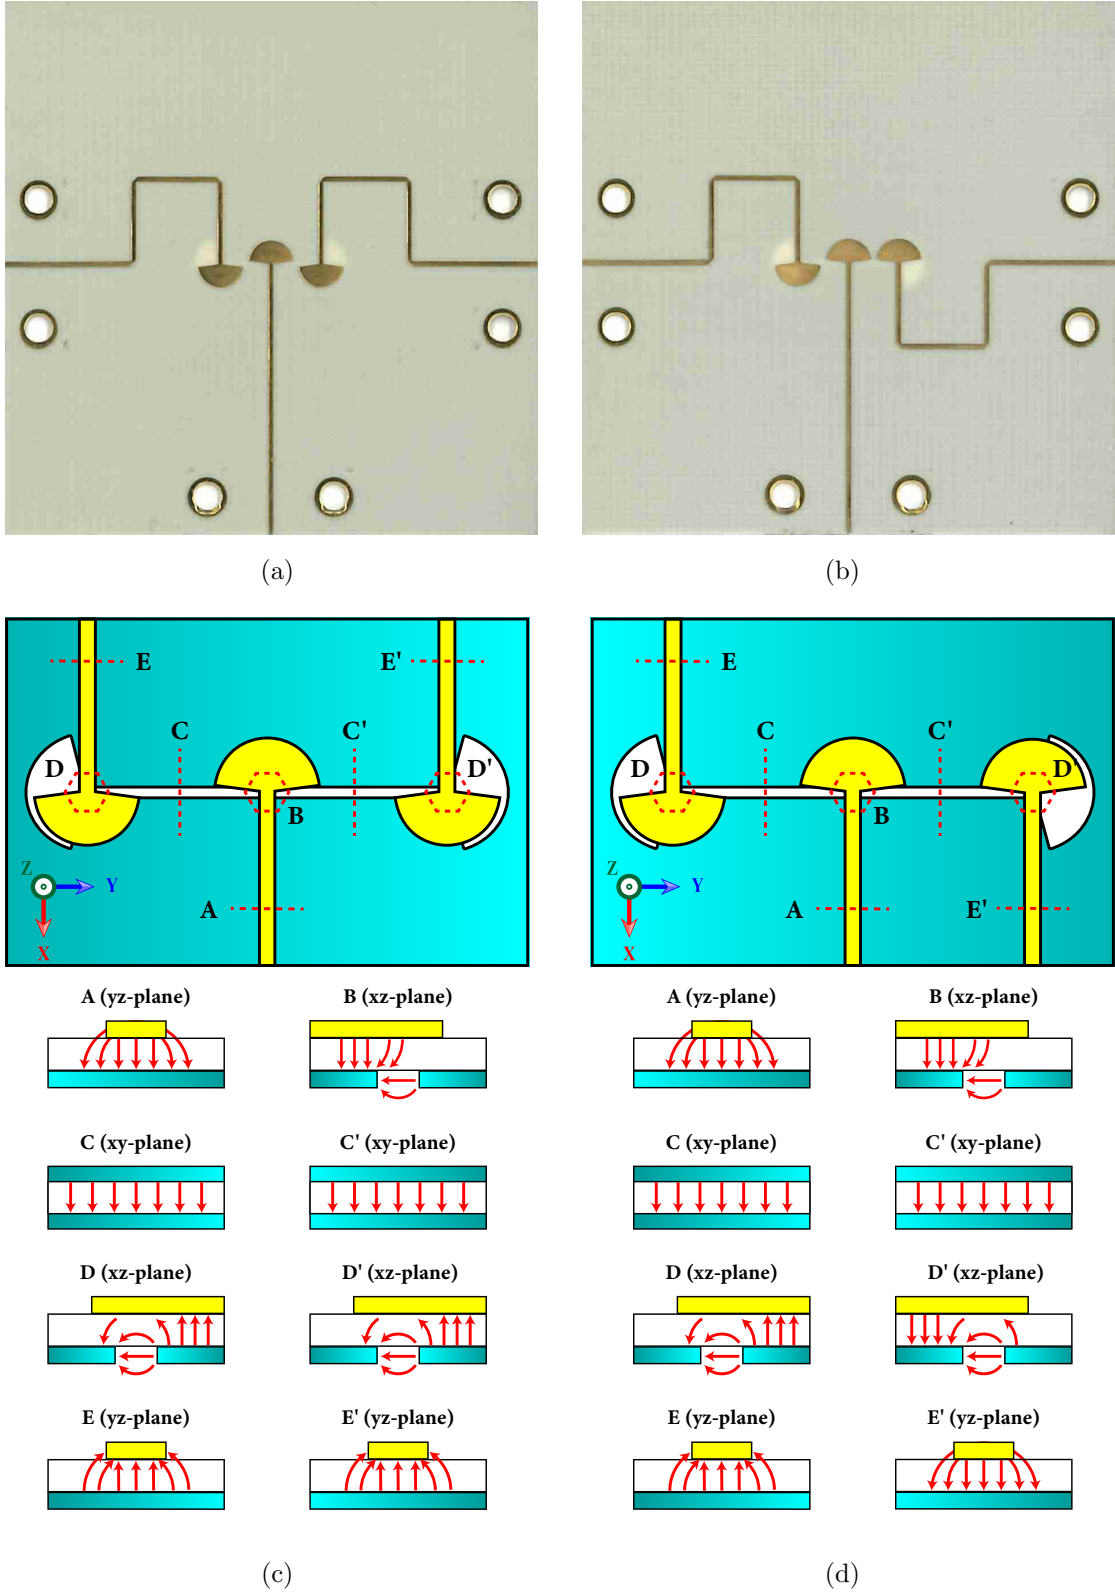 (a)
(b)
E E'
C C'
D D'
B
Z
Y
A
X
E
C C'
D D'
B
Z
Y
A E'
X
A (yz-plane) B (xz-plane)
C (xy-plane) C' (xy-plane)
D (xz-plane) D' (xz-plane)
E (yz-plane) E' (yz-plane)
A (yz-plane) B (xz-plane)
C (xy-plane) C' (xy-plane)
D (xz-plane) D' (xz-plane)
E (yz-plane) E' (yz-plane)
(c)
(d)